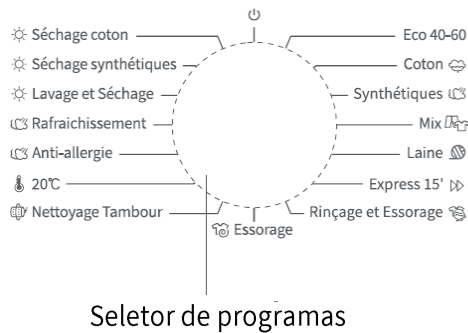 Séchage coton
Eco 40-60
Séchage synthétiques
Coton
Lavage et Séchage
Synthétiques
Rafraichissement
Mix
Anti-allergie
Laine
20℃
Express 15'
Nettoyage Tambour
Rinçage et Essorage
Essorage
Seletor de programas